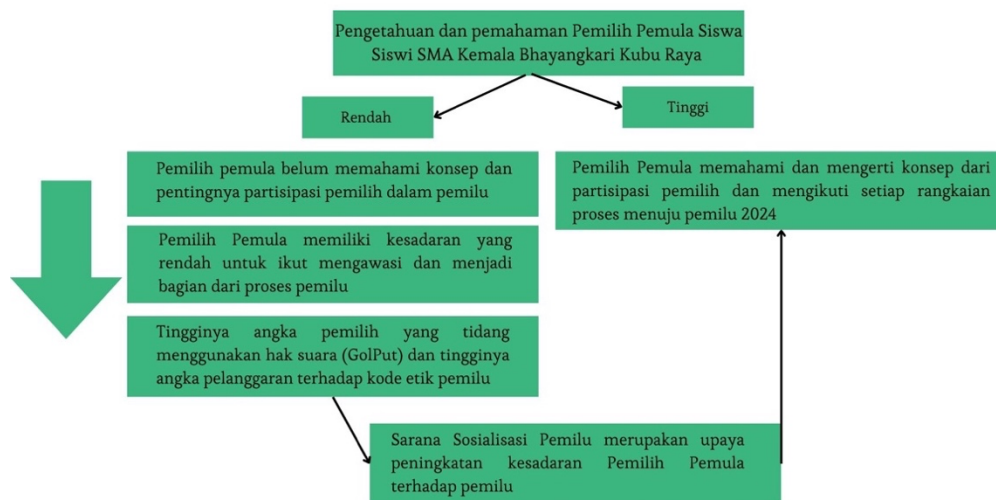 Pengetahuan dan pemahaman Pemilih Pemula Siswa
Siswi SMA Kemala Bhayangkari Kubu Raya
Rendah
Tinggi
Pemilih pemula belum memahami konsep dan
pentingnya partisipasi pemilih dalam pemilu
Pemilih Pemula memiliki kesadaran yang
rendah untuk ikut mengawasi dan menjadi
bagian dari proses pemilu
Tingginya angka pemilih yang tidang
menggunakan hak suara (GolPut) dan tingginya
angka pelanggaran terhadap kode etik pemilu
Pemilih Pemula memahami dan mengerti konsep dari
partisipasi pemilih dan mengikuti setiap rangkaian
proses menuju pemilu 2024
Sarana Sosialisasi Pemilu merupakan upaya
peningkatan kesadaran Pemilih Pemula
terhadap pemilu